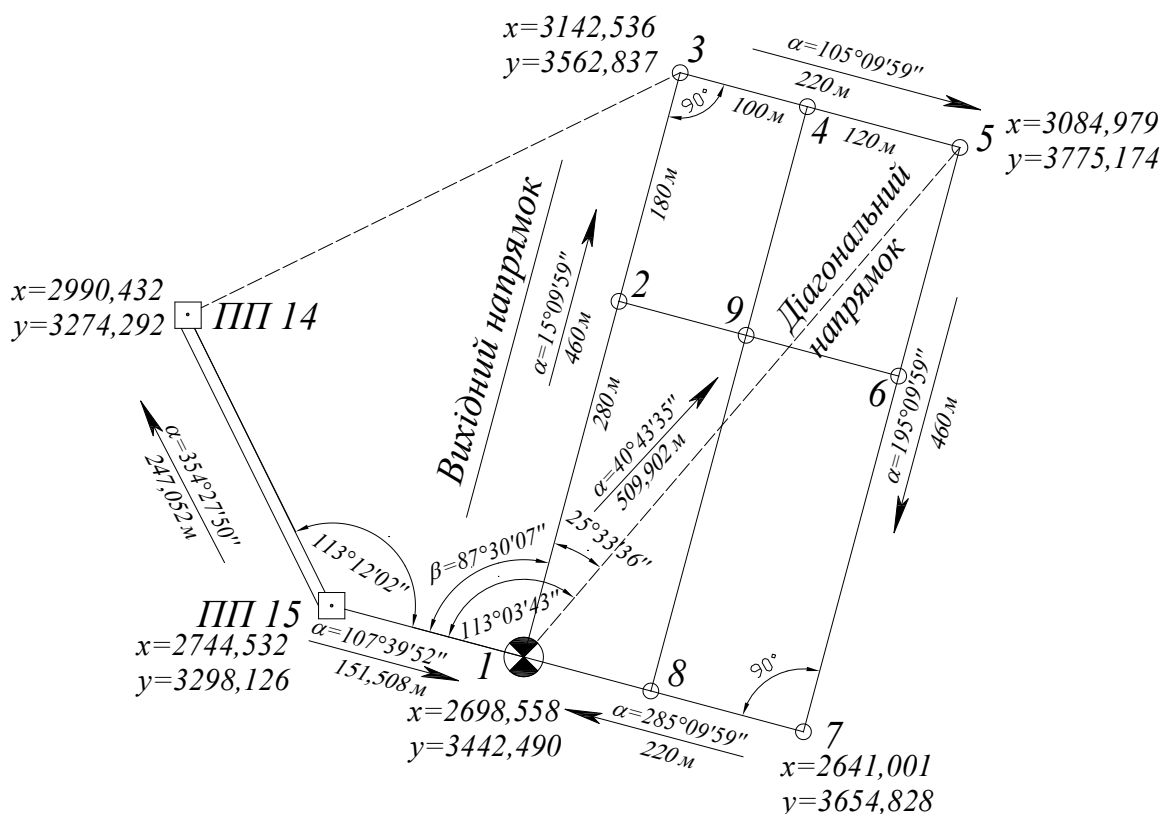 x=3142,536
y=3562,837
3
α=105°09'59"
220 м
90°
100 м
4
120 м
5
x=3084,979
y=3775,174
180 м
Вихідний напрямок
α=15°09'59"
460 м
Діагональний
напрямок
x=2990,432
y=3274,292
ПП 14
2
9
6
280 м
α=195°09'59"
460 м
α=40°43'35"
509,902 м
α=354°27'50"
247,052 м
25°33'36"
113°12'02"
β=87°30'07"
113°03'43"
ПП 15
x=2744,532
y=3298,126
α=107°39'52"
151,508 м
1
x=2698,558
y=3442,490
8
90°
α=285°09'59"
220 м
7
x=2641,001
y=3654,828